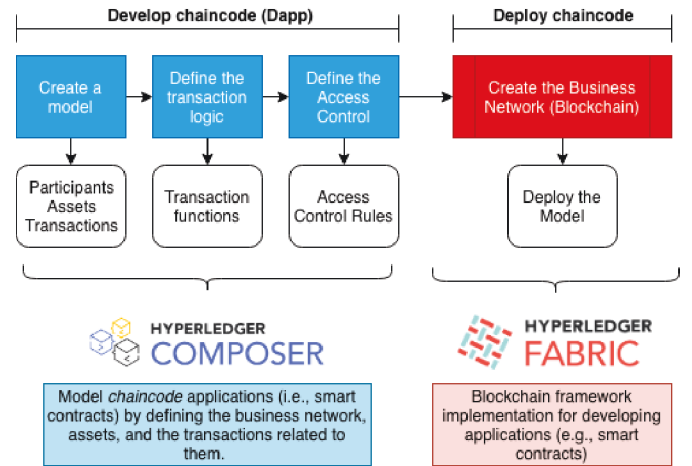 Develop chaincode (Dapp)
Deploy chaincode
Create a
model
Define the
transaction
logic
Define the
Access
Control
Create the Business
Network (Blockchain)
Participants
Assets
Transactions
Transaction
functions
Access
Control Rules
Deploy the
Model
HYPERLEDGER
COMPOSER
HYPERLEDGER
FABRIC
Model chaincode applications (i.e., smart
contracts) by defining the business network,
assets, and the transactions related to
them.
Blockchain framework
implementation for developing
applications (e.g., smart
contracts)